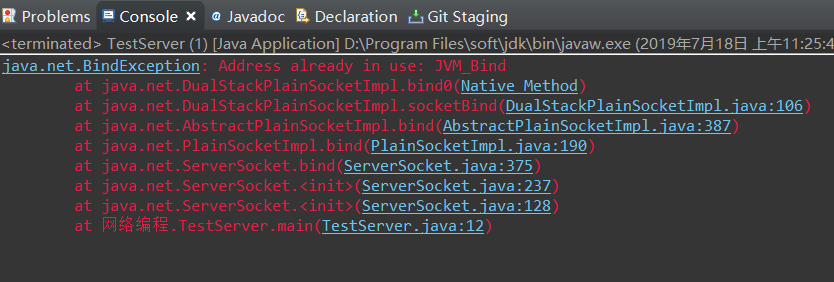 Problems Console Javadoc Declaration Git Staging
<terminated> TestServer (1) [Java Application] D:\Program Files\soft\jdk\bin\javaw.exe (2019年7月18日 上午11:25:4
java.net.BindException: Address already in use: JVM_Bind
at java.net.DualStackPlainSocketImpl.bind0(Native Method)
at java.net.DualStackPlainSocketImpl.socketBind(DualStackPlainSocketImpl.java:106)
at java.net.AbstractPlainSocketImpl.bind(AbstractPlainSocketImpl.java:387)
at java.net.PlainSocketImpl.bind(PlainSocketImpl.java:190)
at java.net.ServerSocket.bind(ServerSocket.java:375)
at java.net.ServerSocket.<init>(ServerSocket.java:237)
at java.net.ServerSocket.<init>(ServerSocket.java:128)
at 网络编程.TestServer.main(TestServer.java:12)